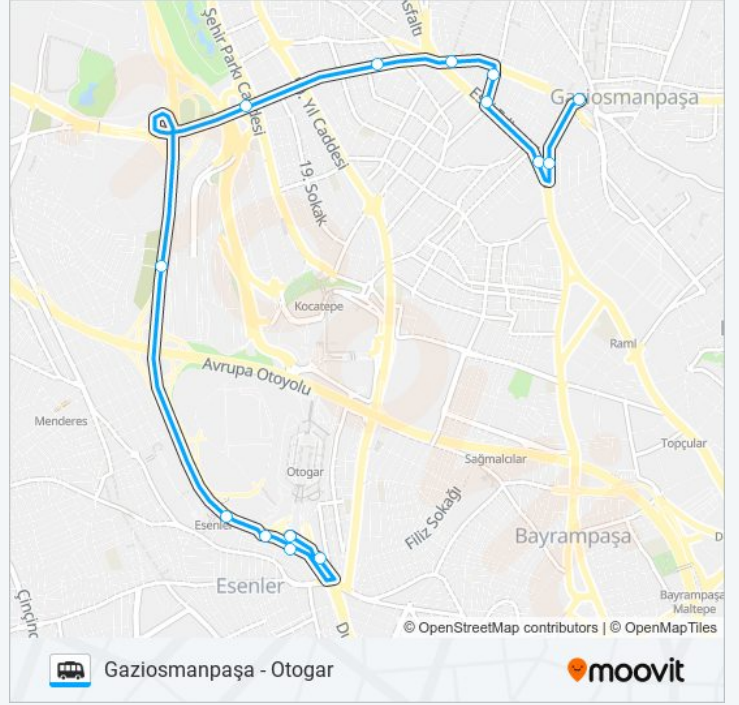 Şehir Parkı Caddesi
Yıl Caddesi
19. Sokak
Gaziosmanpaşa
Kocatepe
Rami
Avrupa Otoyolu
Menderes
Topçular
Sağmalcılar
Otogar
Filiz Sokağı
Esenler
Bayrampaşa
Esenler
Bayrampaşa
Maltepe
© OpenStreetMap contributors | © OpenMapTiles
Gaziosmanpaşa - Otogar
moovit